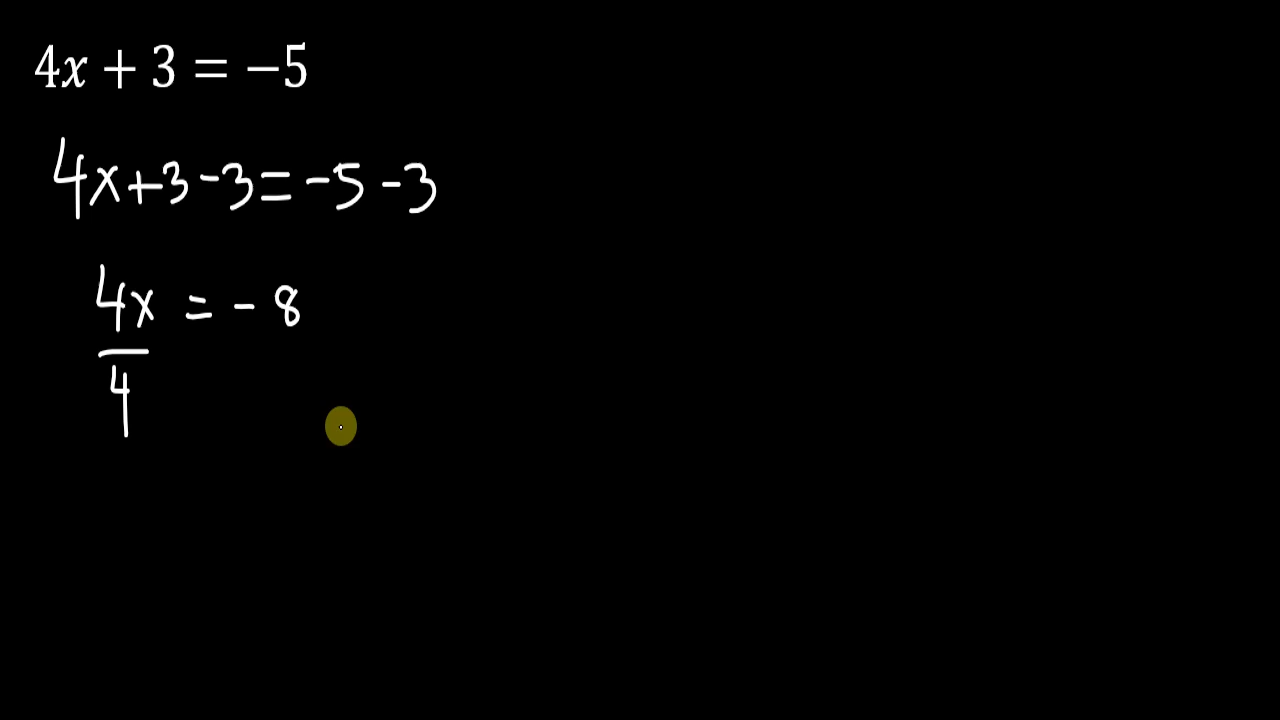 4x + 3 = −5
4x+3-3=-5-3
4x = - 8
4